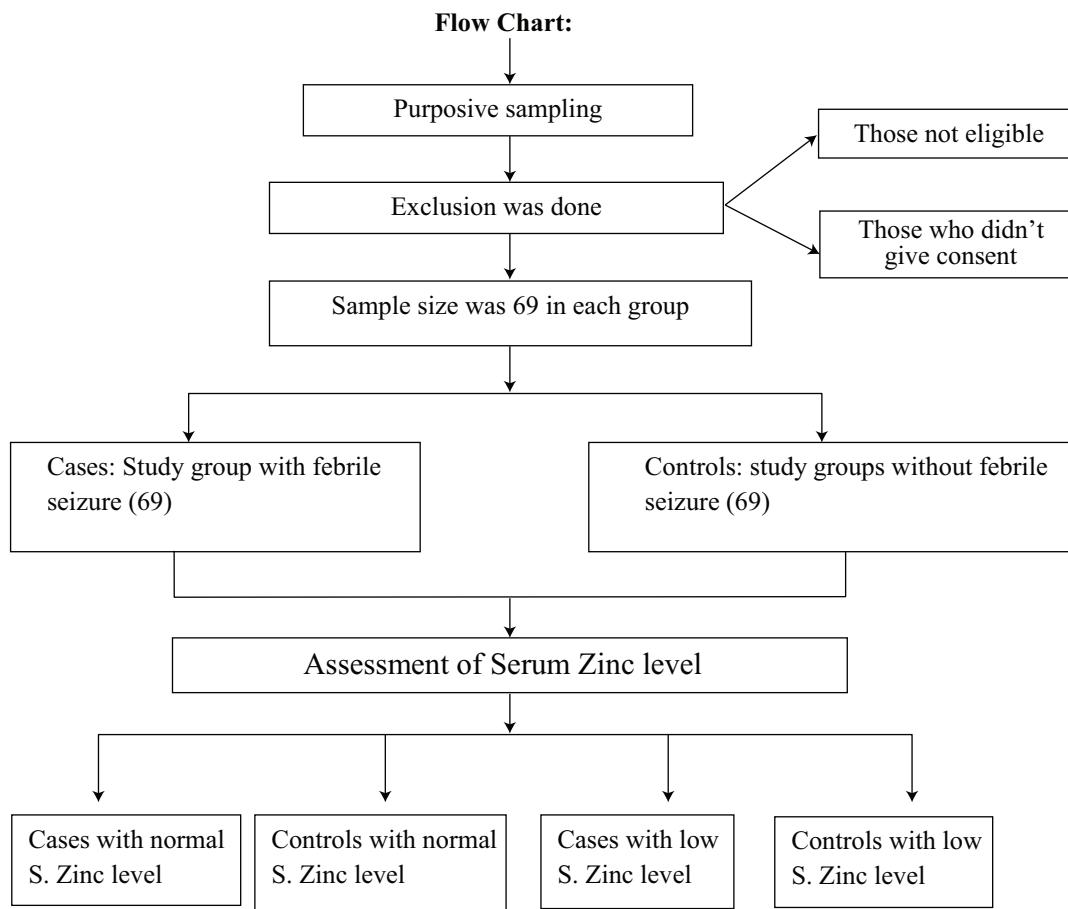 Flow Chart:
Purposive sampling
Those not eligible
Exclusion was done
Those who didn’t
give consent
Sample size was 69 in each group
Cases: Study group with febrile
seizure (69)
Controls: study groups without febrile
seizure (69)
Assessment of Serum Zinc level
Cases with normal
S. Zinc level
Controls with normal
S. Zinc level
Cases with low
S. Zinc level
Controls with low
S. Zinc level